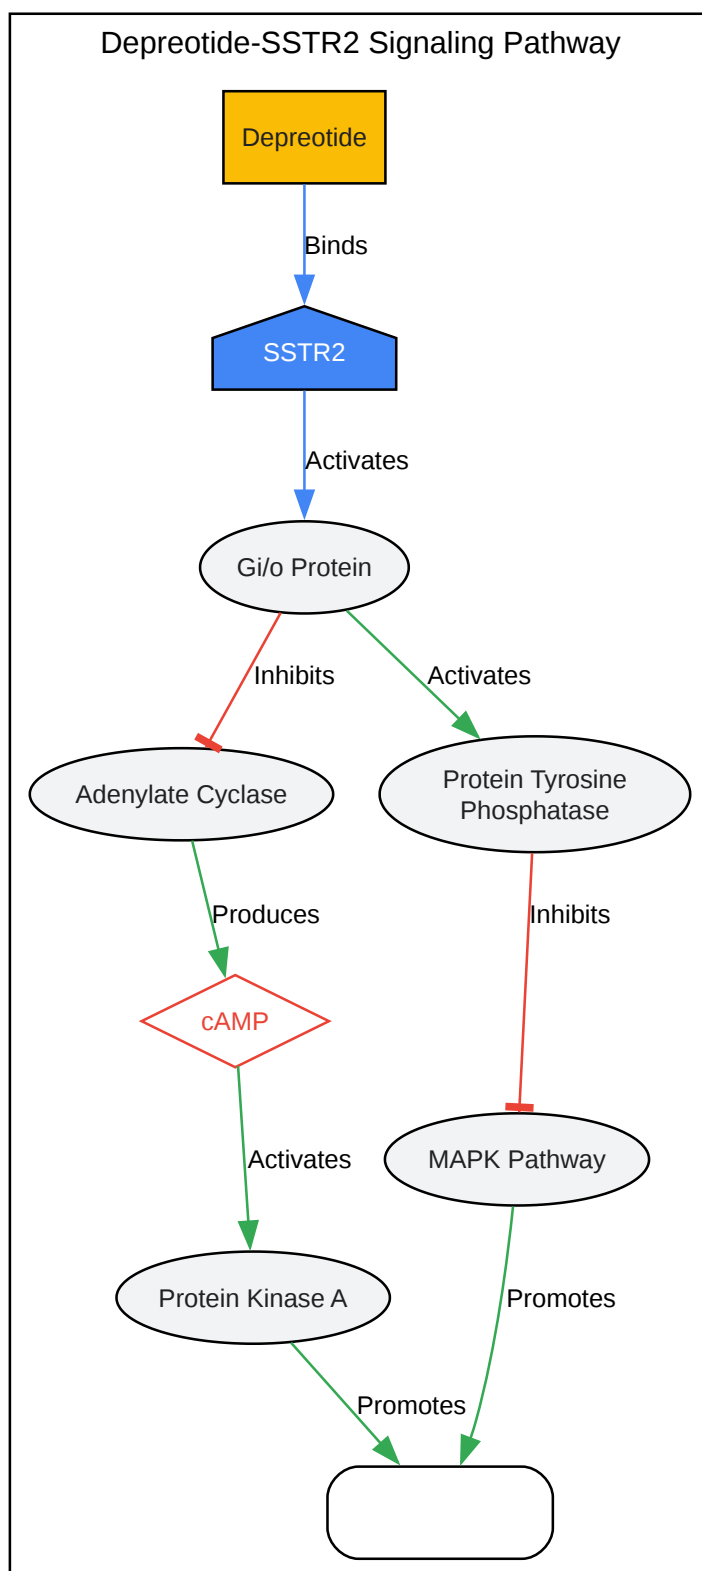 Depreotide-SSTR2 Signaling Pathway
Depreotide
Binds
SSTR2
Activates
Gi/o Protein
Inhibits
Activates
Adenylate Cyclase
Protein Tyrosine
Phosphatase
Produces
Inhibits
cAMP
Activates
MAPK Pathway
Protein Kinase A
Promotes
Promotes